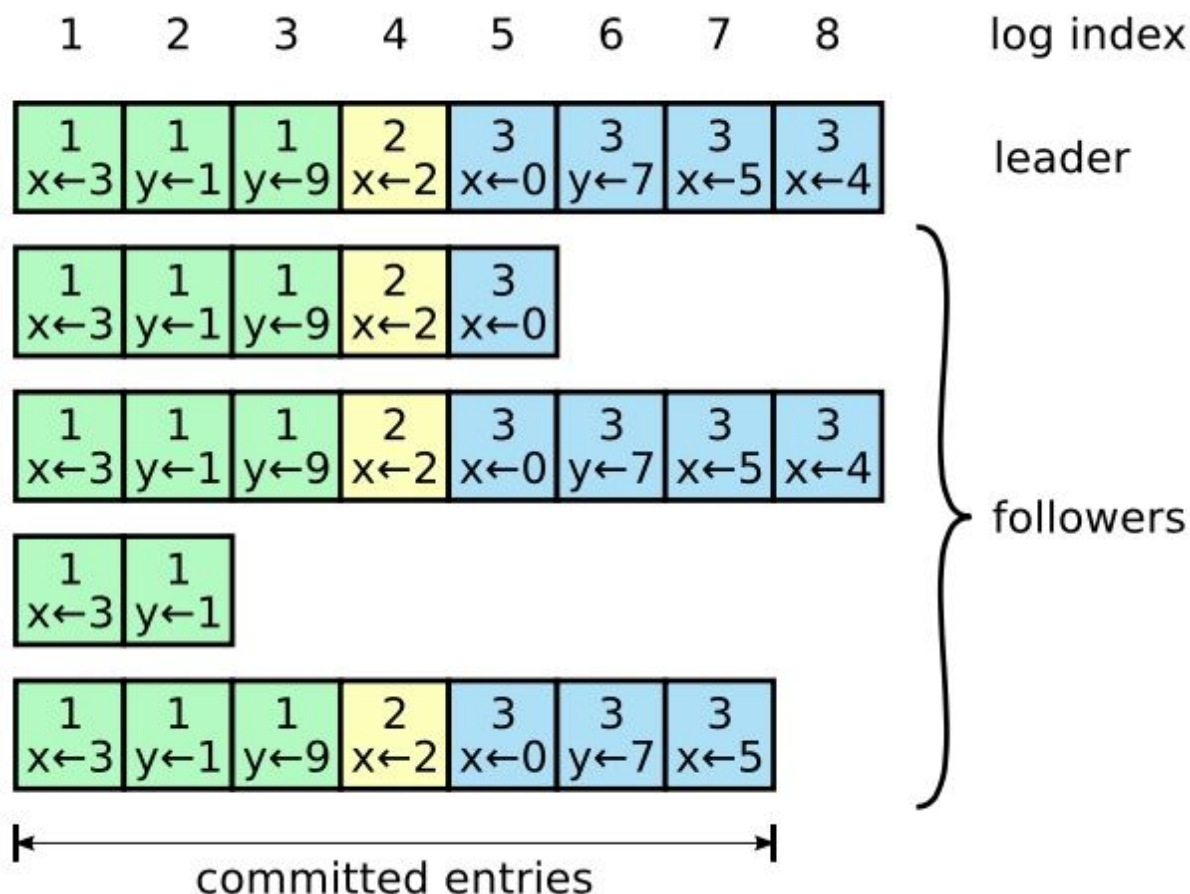 1 2 3 4 5 6 7 8 log index
1 1 1 2 3 3 3 3
x←3 y←1 y←9 x←2 x←0 y←7 x←5 x←4
leader
1 1 1 2 3
x←3 y←1 y←9 x←2 x←0
1 1 1 2 3 3 3 3
x←3 y←1 y←9 x←2 x←0 y←7 x←5 x←4
followers
1 1
x←3 y←1
1 1 1 2 3 3 3
x←3 y←1 y←9 x←2 x←0 y←7 x←5
committed entries